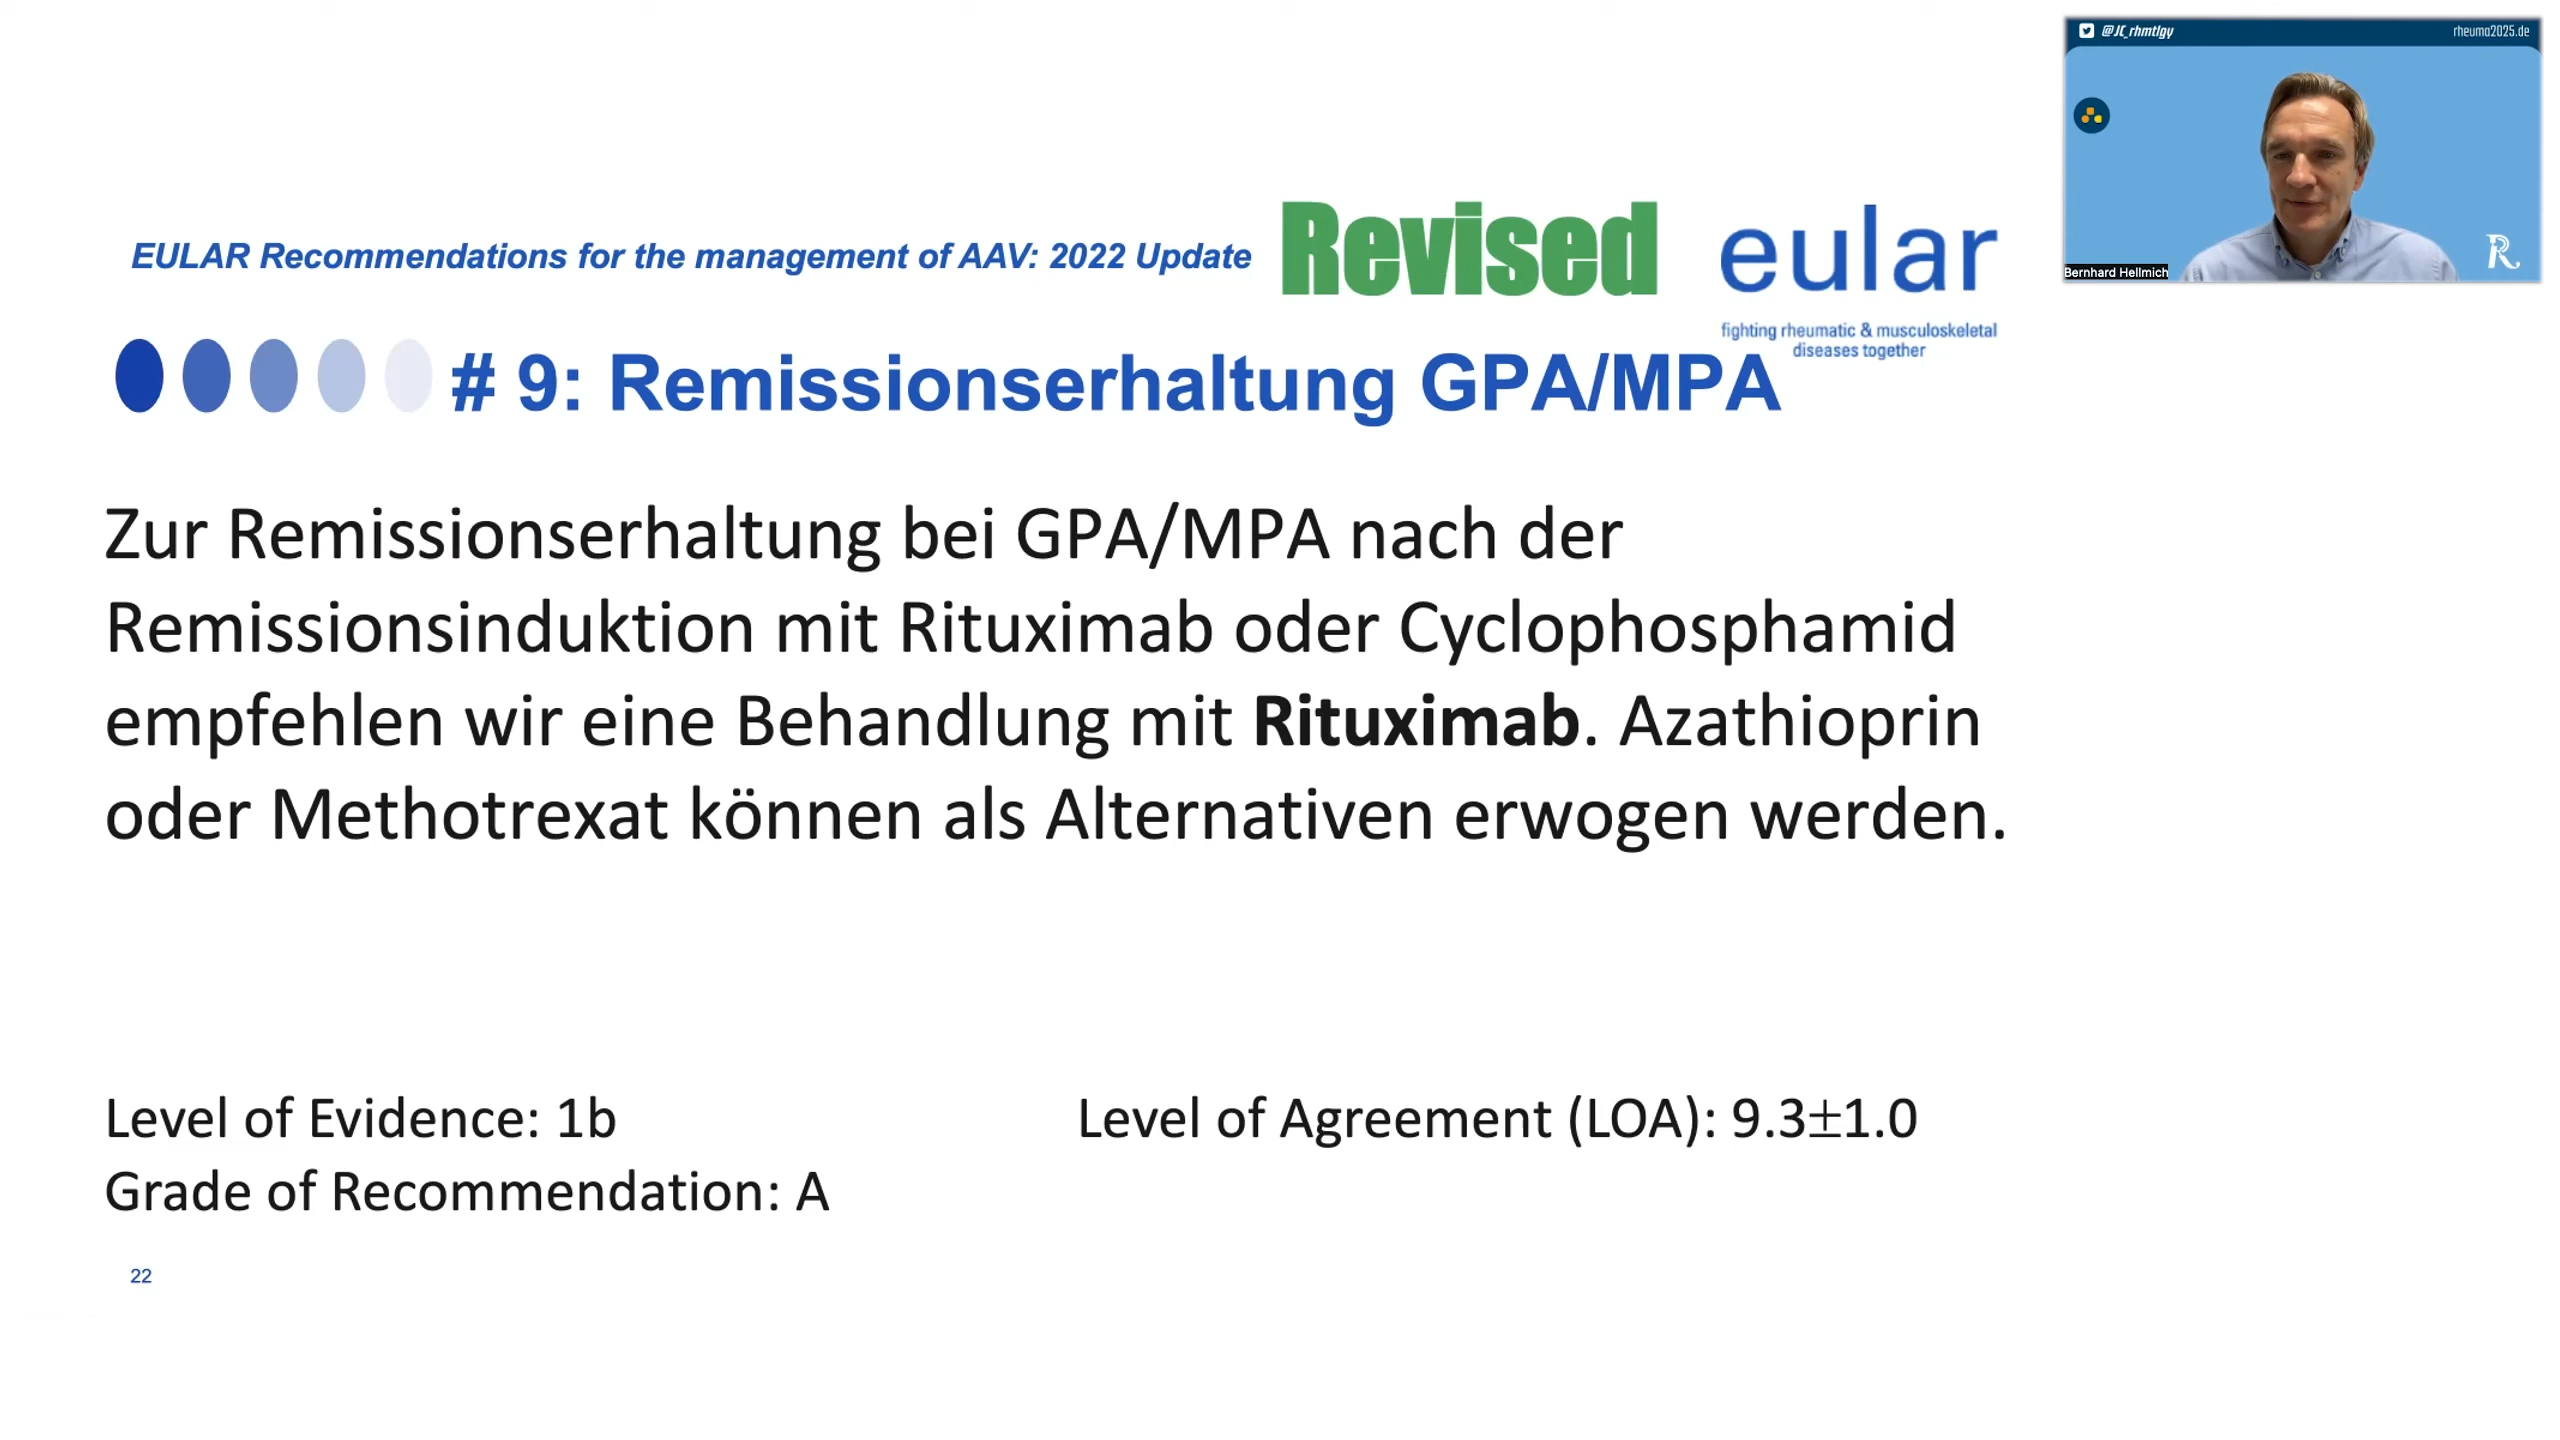 @JC_rhmtlgy
rheuma2025.de
Bernhard Hellmich
EULAR Recommendations for the management of AAV: 2022 Update
Revised
eular
fighting rheumatic & musculoskeletal
diseases together
# 9: Remissionserhaltung GPA/MPA
Zur Remissionserhaltung bei GPA/MPA nach der
Remissionsinduktion mit Rituximab oder Cyclophosphamid
empfehlen wir eine Behandlung mit Rituximab. Azathioprin
oder Methotrexat können als Alternativen erwogen werden.
Level of Evidence: 1b
Level of Agreement (LOA): 9.3±1.0
Grade of Recommendation: A
22